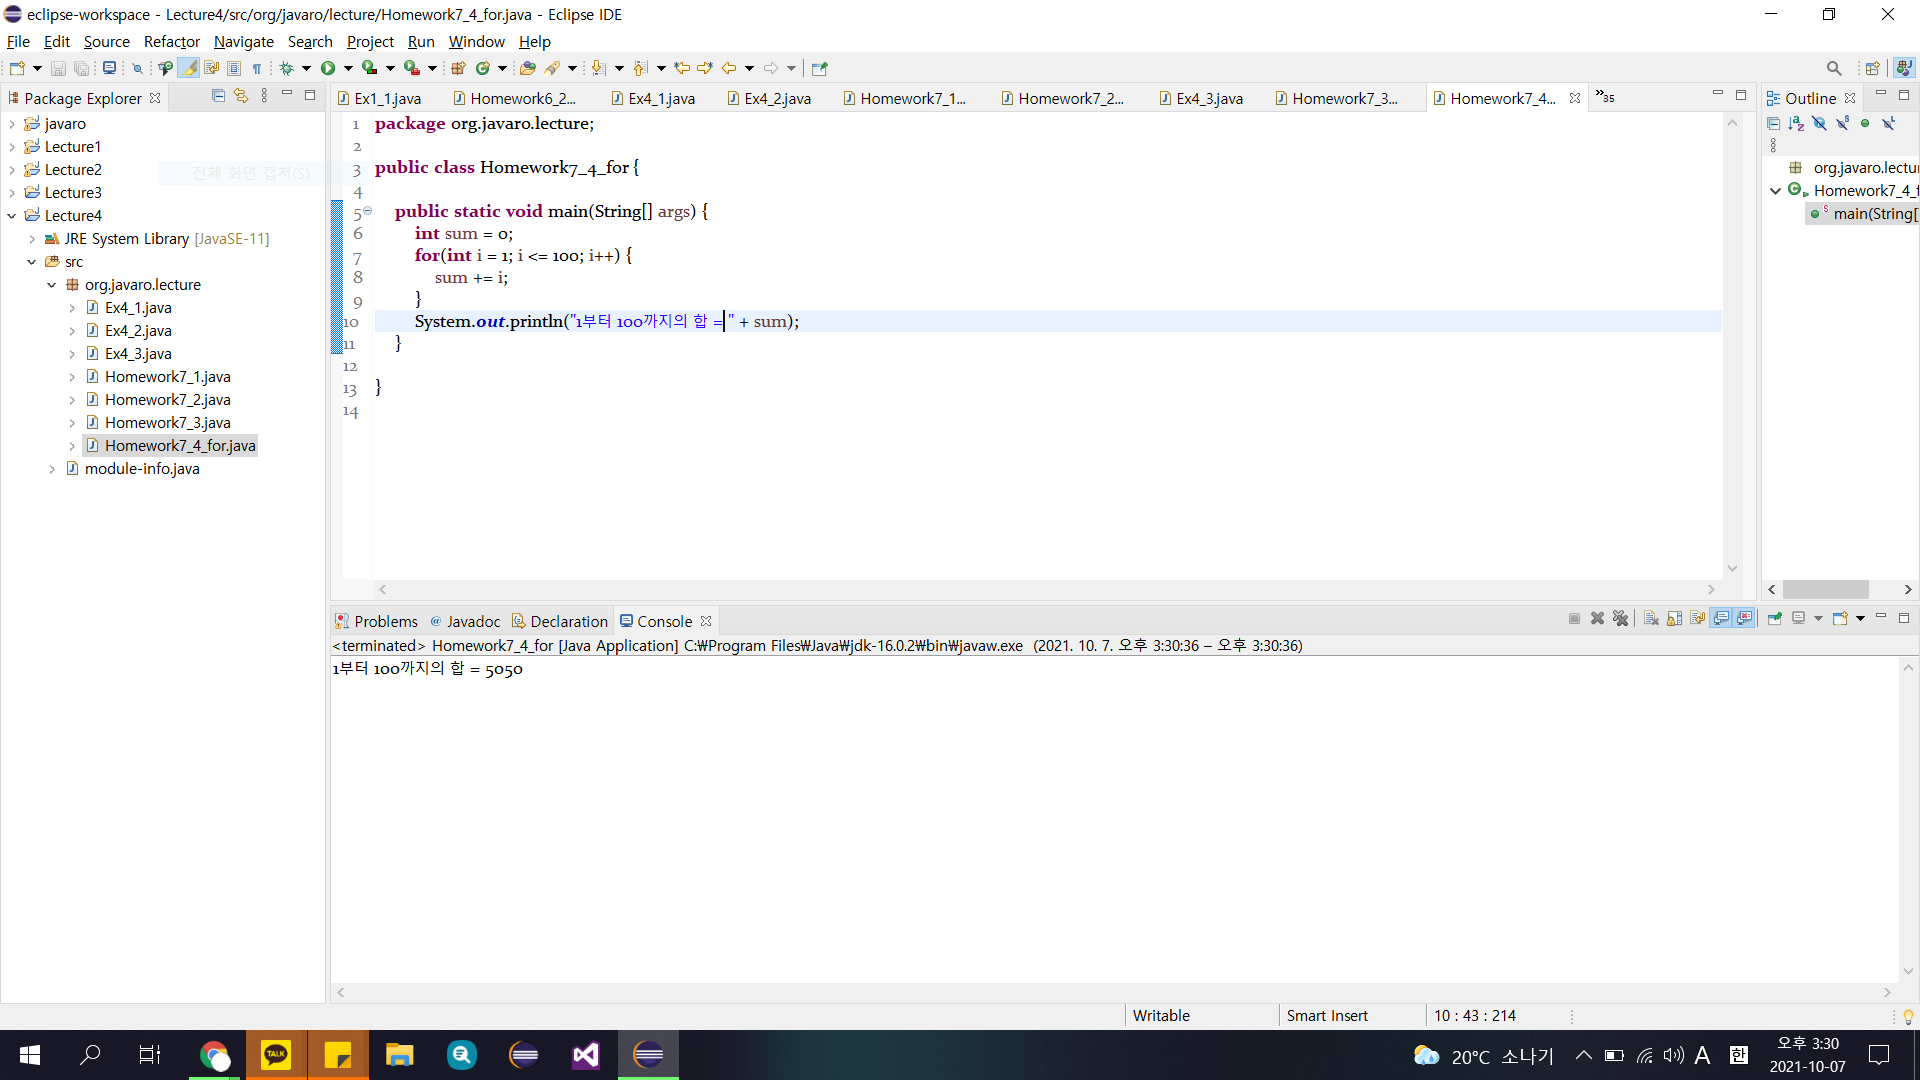 eclipse-workspace - Lecture4/src/org/javaro/lecture/Homework7_4_for.java - Eclipse IDE
File Edit Source Refactor Navigate Search Project Run Window Help
Package Explorer
javaro
Lecture1
Lecture2
전체 화면 캡처(S)
Lecture3
Lecture4
JRE System Library [JavaSE-11]
src
org.javaro.lecture
Ex4_1.java
Ex4_2.java
Ex4_3.java
Homework7_1.java
Homework7_2.java
Homework7_3.java
Homework7_4_for.java
module-info.java
Ex1_1.java Homework6_2... Ex4_1.java Ex4_2.java Homework7_1... Homework7_2... Ex4_3.java Homework7_3... Homework7_4... »35
1 package org.javaro.lecture;
2
3 public class Homework7_4_for {
4
5 public static void main(String[] args) {
6 int sum = 0;
7 for(int i = 1; i <= 100; i++) {
8 sum += i;
9 }
10 System.out.println("1부터 100까지의 합 = " + sum);
11 }
12
13 }
14
Outline
org.javaro.lectu
Homework7_4_f
main(String[
Problems @ Javadoc Declaration Console
<terminated> Homework7_4_for [Java Application] C:₩Program Files₩Java₩jdk-16.0.2₩bin₩javaw.exe (2021. 10. 7. 오후 3:30:36 – 오후 3:30:36)
1부터 100까지의 합 = 5050
Writable Smart Insert 10 : 43 : 214
TALK
20°C 소나기 A 한 오후 3:30
2021-10-07